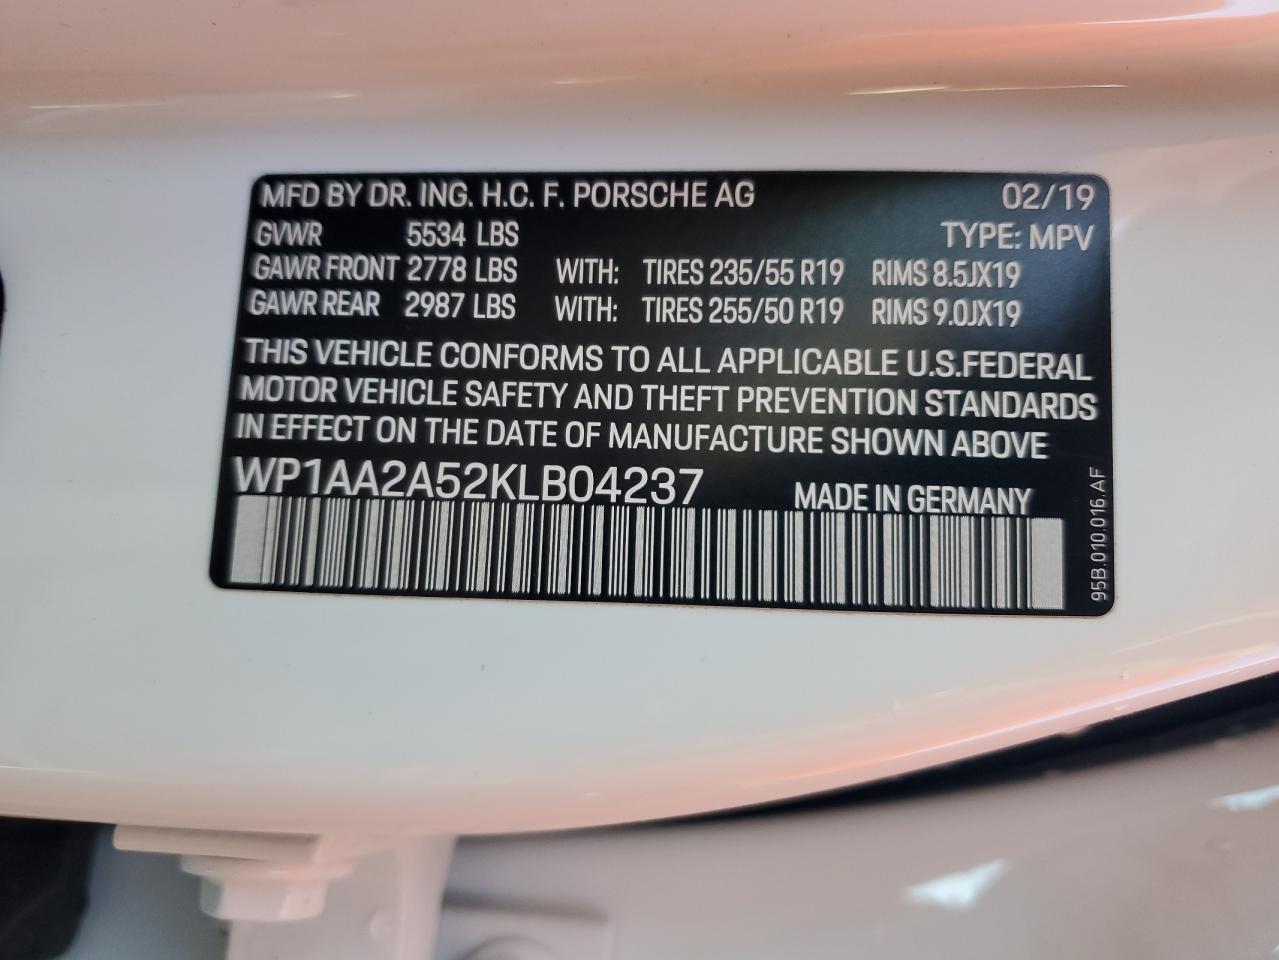 MFD BY DR. ING. H.C. F. PORSCHE AG 02/19
GVWR 5534 LBS TYPE: MPV
GAWR FRONT 2778 LBS WITH: TIRES 235/55 R19 RIMS 8.5JX19
GAWR REAR 2987 LBS WITH: TIRES 255/50 R19 RIMS 9.0JX19
THIS VEHICLE CONFORMS TO ALL APPLICABLE U.S.FEDERAL
MOTOR VEHICLE SAFETY AND THEFT PREVENTION STANDARDS
IN EFFECT ON THE DATE OF MANUFACTURE SHOWN ABOVE
WP1AA2A52KLB04237 MADE IN GERMANY
95B.010.016.AF